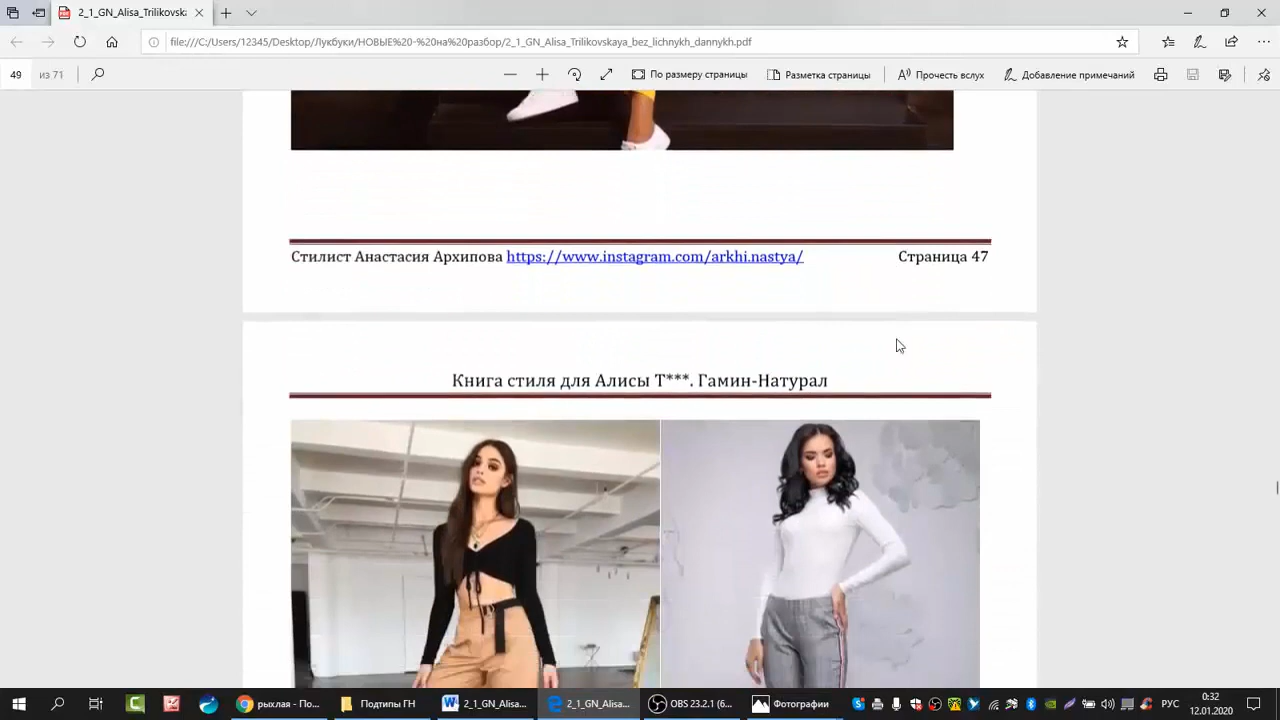 2_1_GN_Alisa_Trilikovsk
file:///C:/Users/12345/Desktop/Лукбуки/НОВЫЕ%20-%20на%20разбор/2_1_GN_Alisa_Trilikovskaya_bez_lichnykh_dannykh.pdf
49 из 71
По размеру страницы
Разметка страницы
Прочесть вслух
Добавление примечаний
Стилист Анастасия Архипова https://www.instagram.com/arkhi.nastya/ Страница 47
Книга стиля для Алисы Т***. Гамин-Натурал
рыхлая - По...
Подтипы ГН
2_1_GN_Alisa...
2_1_GN_Alisa...
OBS 23.2.1 (6...
Фотографии
РУС
0:32
12.01.2020